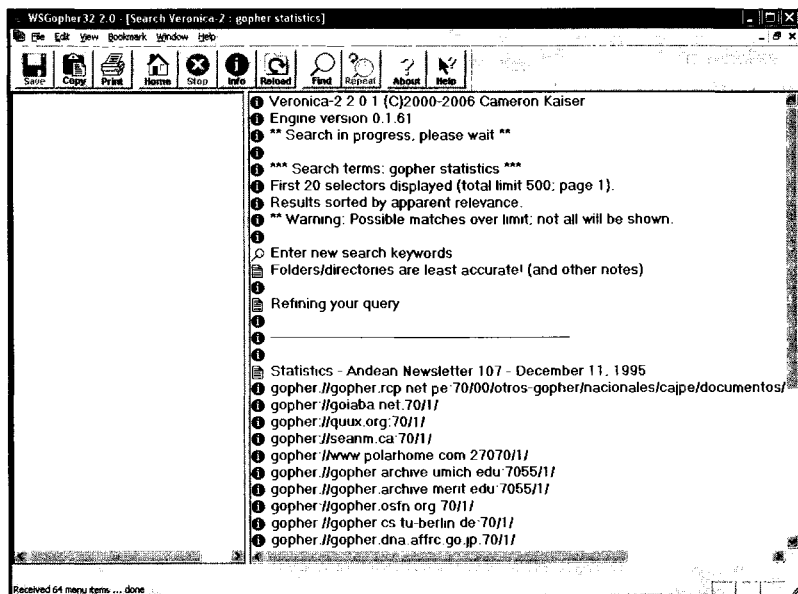 WSGopher32 2.0 - [Search Veronica-2 : gopher statistics]
File Edit View Bookmark Window Help
Save Copy Print Home Stop Info Reload Find Repeat About Help
Veronica-2 2 0 1 (C)2000-2006 Cameron Kaiser
Engine version 0.1.61
** Search in progress, please wait **
*** Search terms: gopher statistics ***
First 20 selectors displayed (total limit 500; page 1).
Results sorted by apparent relevance.
** Warning: Possible matches over limit; not all will be shown.
Enter new search keywords
Folders/directories are least accurate! (and other notes)
Refining your query
Statistics - Andean Newsletter 107 - December 11, 1995
gopher://gopher.rcp net pe:70/00/otros-gopher/nacionales/cajpe/documentos/
gopher://goiaba net.70/1/
gopher://quux.org:70/1/
gopher://seanm.ca 70/1/
gopher://www polarhome com 27070/1/
gopher://gopher archive umich edu 7055/1/
gopher://gopher.archive merit edu 7055/1/
gopher://gopher.osfn org 70/1/
gopher://gopher cs tu-berlin de 70/1/
gopher://gopher.dna.affrc.go.jp.70/1/
Received 64 menu items ... done